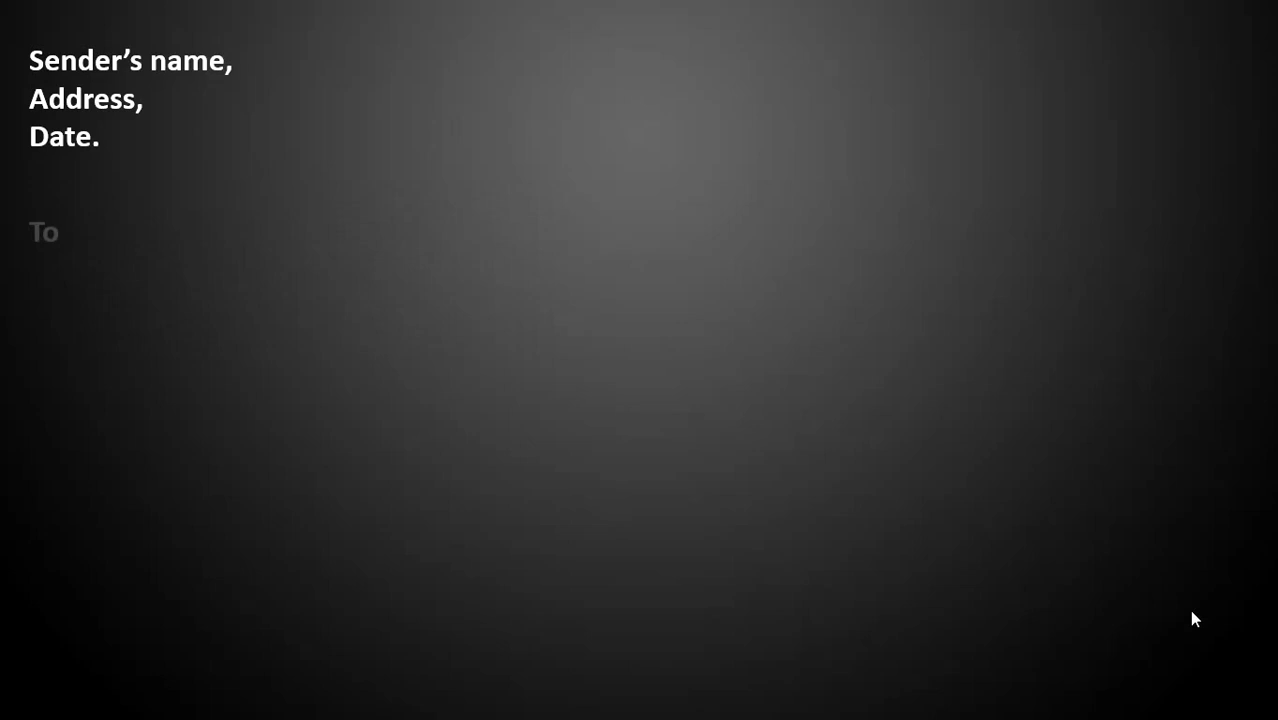 Sender’s name,
Address,
Date.
To